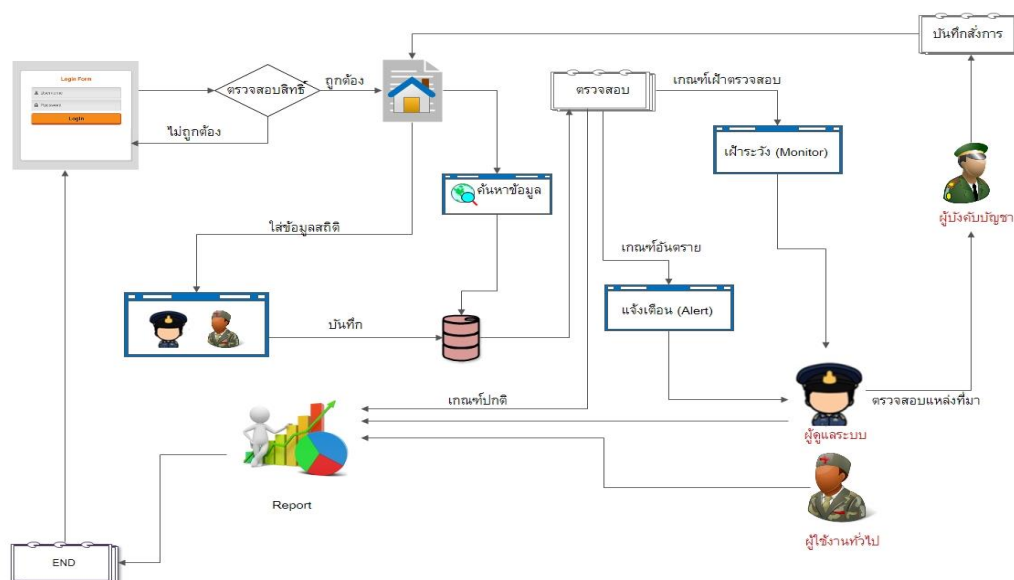 บันทึกสั่งการ
Login Form
Username
Password
Login
ตรวจสอบสิทธิ์
ถูกต้อง
ไม่ถูกต้อง
ตรวจสอบ
เกณฑ์เฝ้าตรวจสอบ
เฝ้าระวัง (Monitor)
ค้นหาข้อมูล
ผู้บังคับบัญชา
ใส่ข้อมูลสถิติ
เกณฑ์อันตราย
แจ้งเตือน (Alert)
บันทึก
เกณฑ์ปกติ
ตรวจสอบแหล่งที่มา
ผู้ดูแลระบบ
Report
ผู้ใช้งานทั่วไป
END